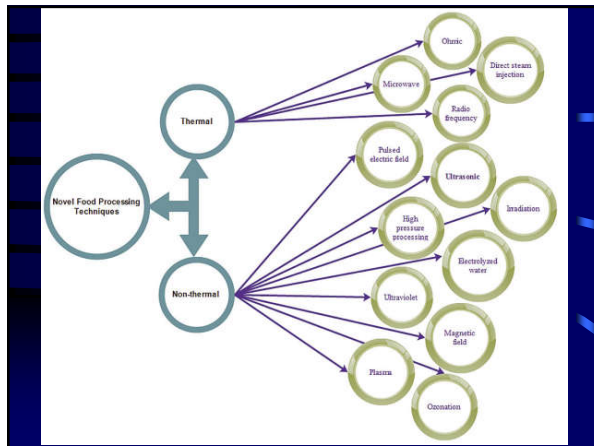 Ohmic
Direct steam
injection
Microwave
Thermal
Radio
frequency
Pulsed
electric field
Ultrasonic
Novel Food Processing
Techniques
Irradiation
High
pressure
processing
Electrolyzed
water
Non-thermal
Ultraviolet
Magnetic
field
Plasma
Ozonation